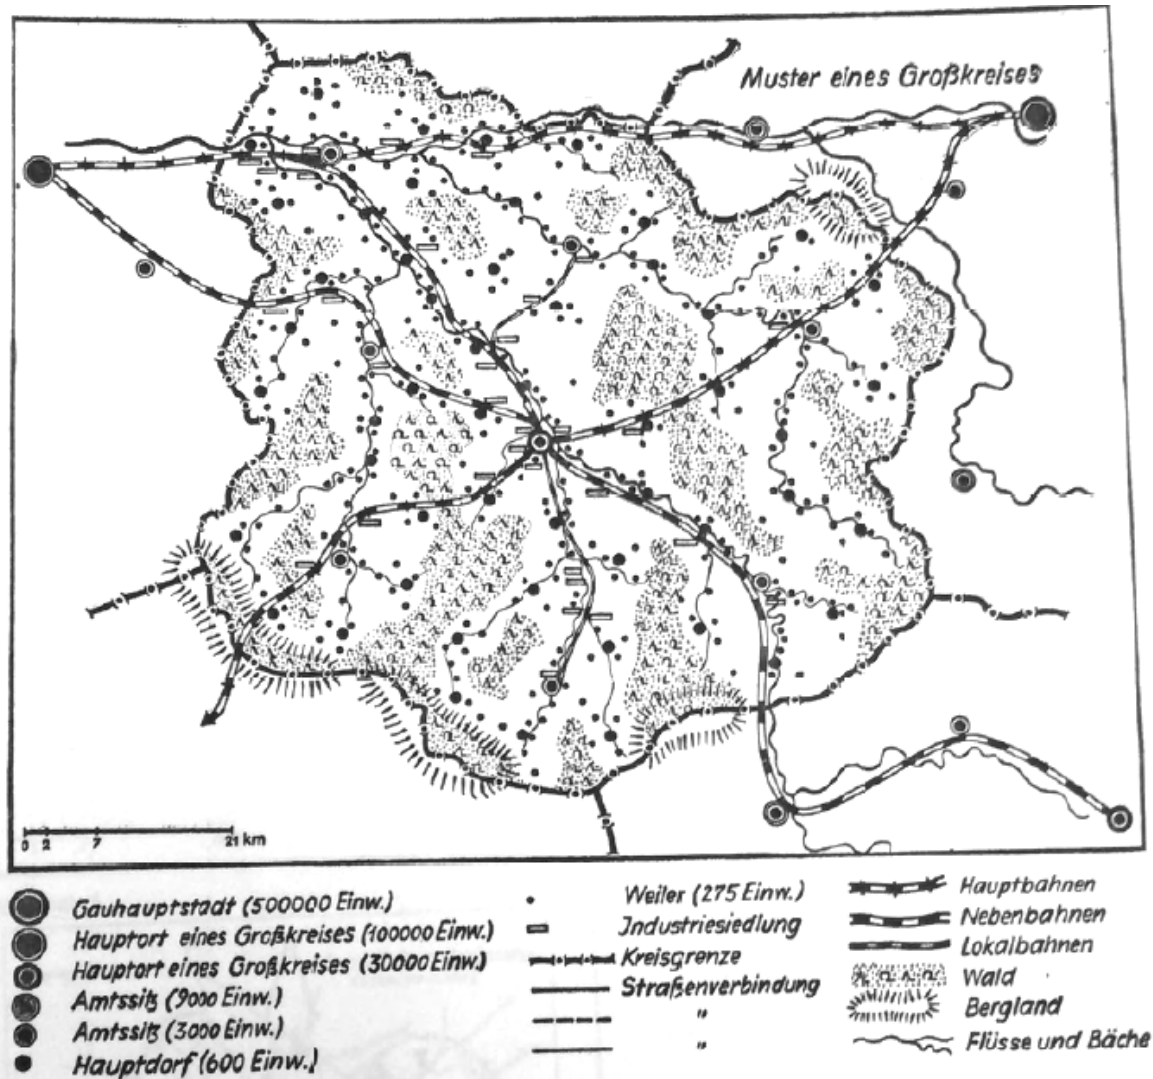 Muster eines Großkreises
0 2 7 21 km
Gauhauptstadt (500000 Einw.)
Hauptort eines Großkreises (100000 Einw.)
Hauptort eines Großkreises (30000 Einw.)
Amtssitz (9000 Einw.)
Amtssitz (3000 Einw.)
Hauptdorf (600 Einw.)
Weiler (275 Einw.)
Industriesiedlung
Kreisgrenze
Straßenverbindung
"
"
Hauptbahnen
Nebenbahnen
Lokalbahnen
Wald
Bergland
Flüsse und Bäche